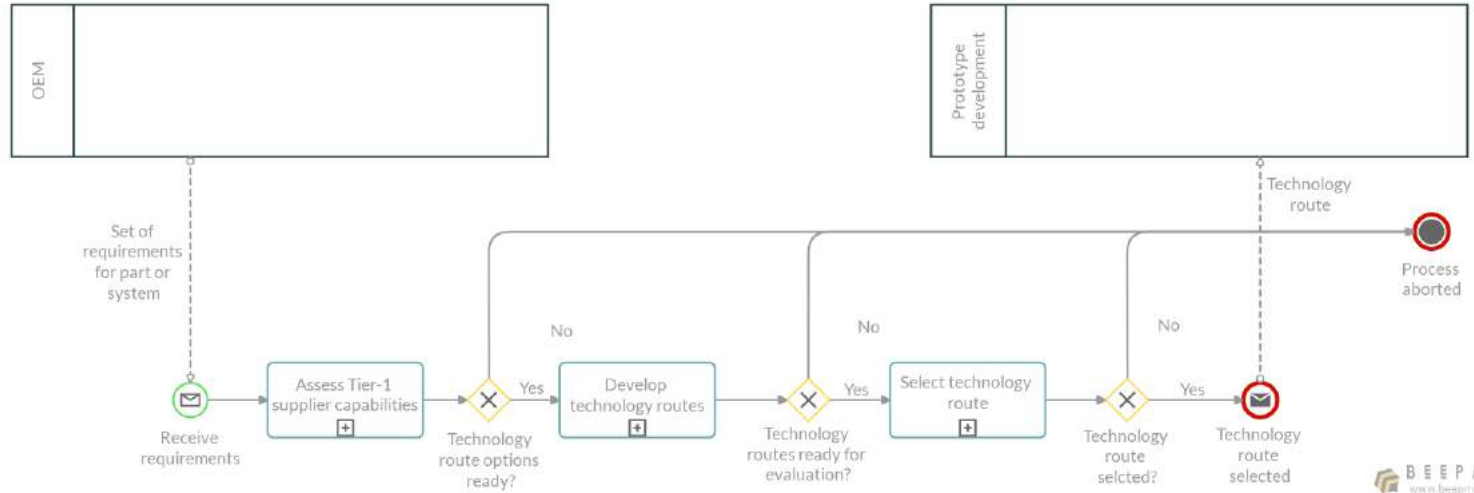 OEM
Prototype
development
Technology
route
Set of
requirements
for part or
system
Process
aborted
No
No
No
Assess Tier-1
supplier capabilities
Yes
Develop
technology routes
Yes
Select technology
route
Yes
Receive
requirements
Technology
route options
ready?
Technology
routes ready for
evaluation?
Technology
route
selcted?
Technology
route
selected